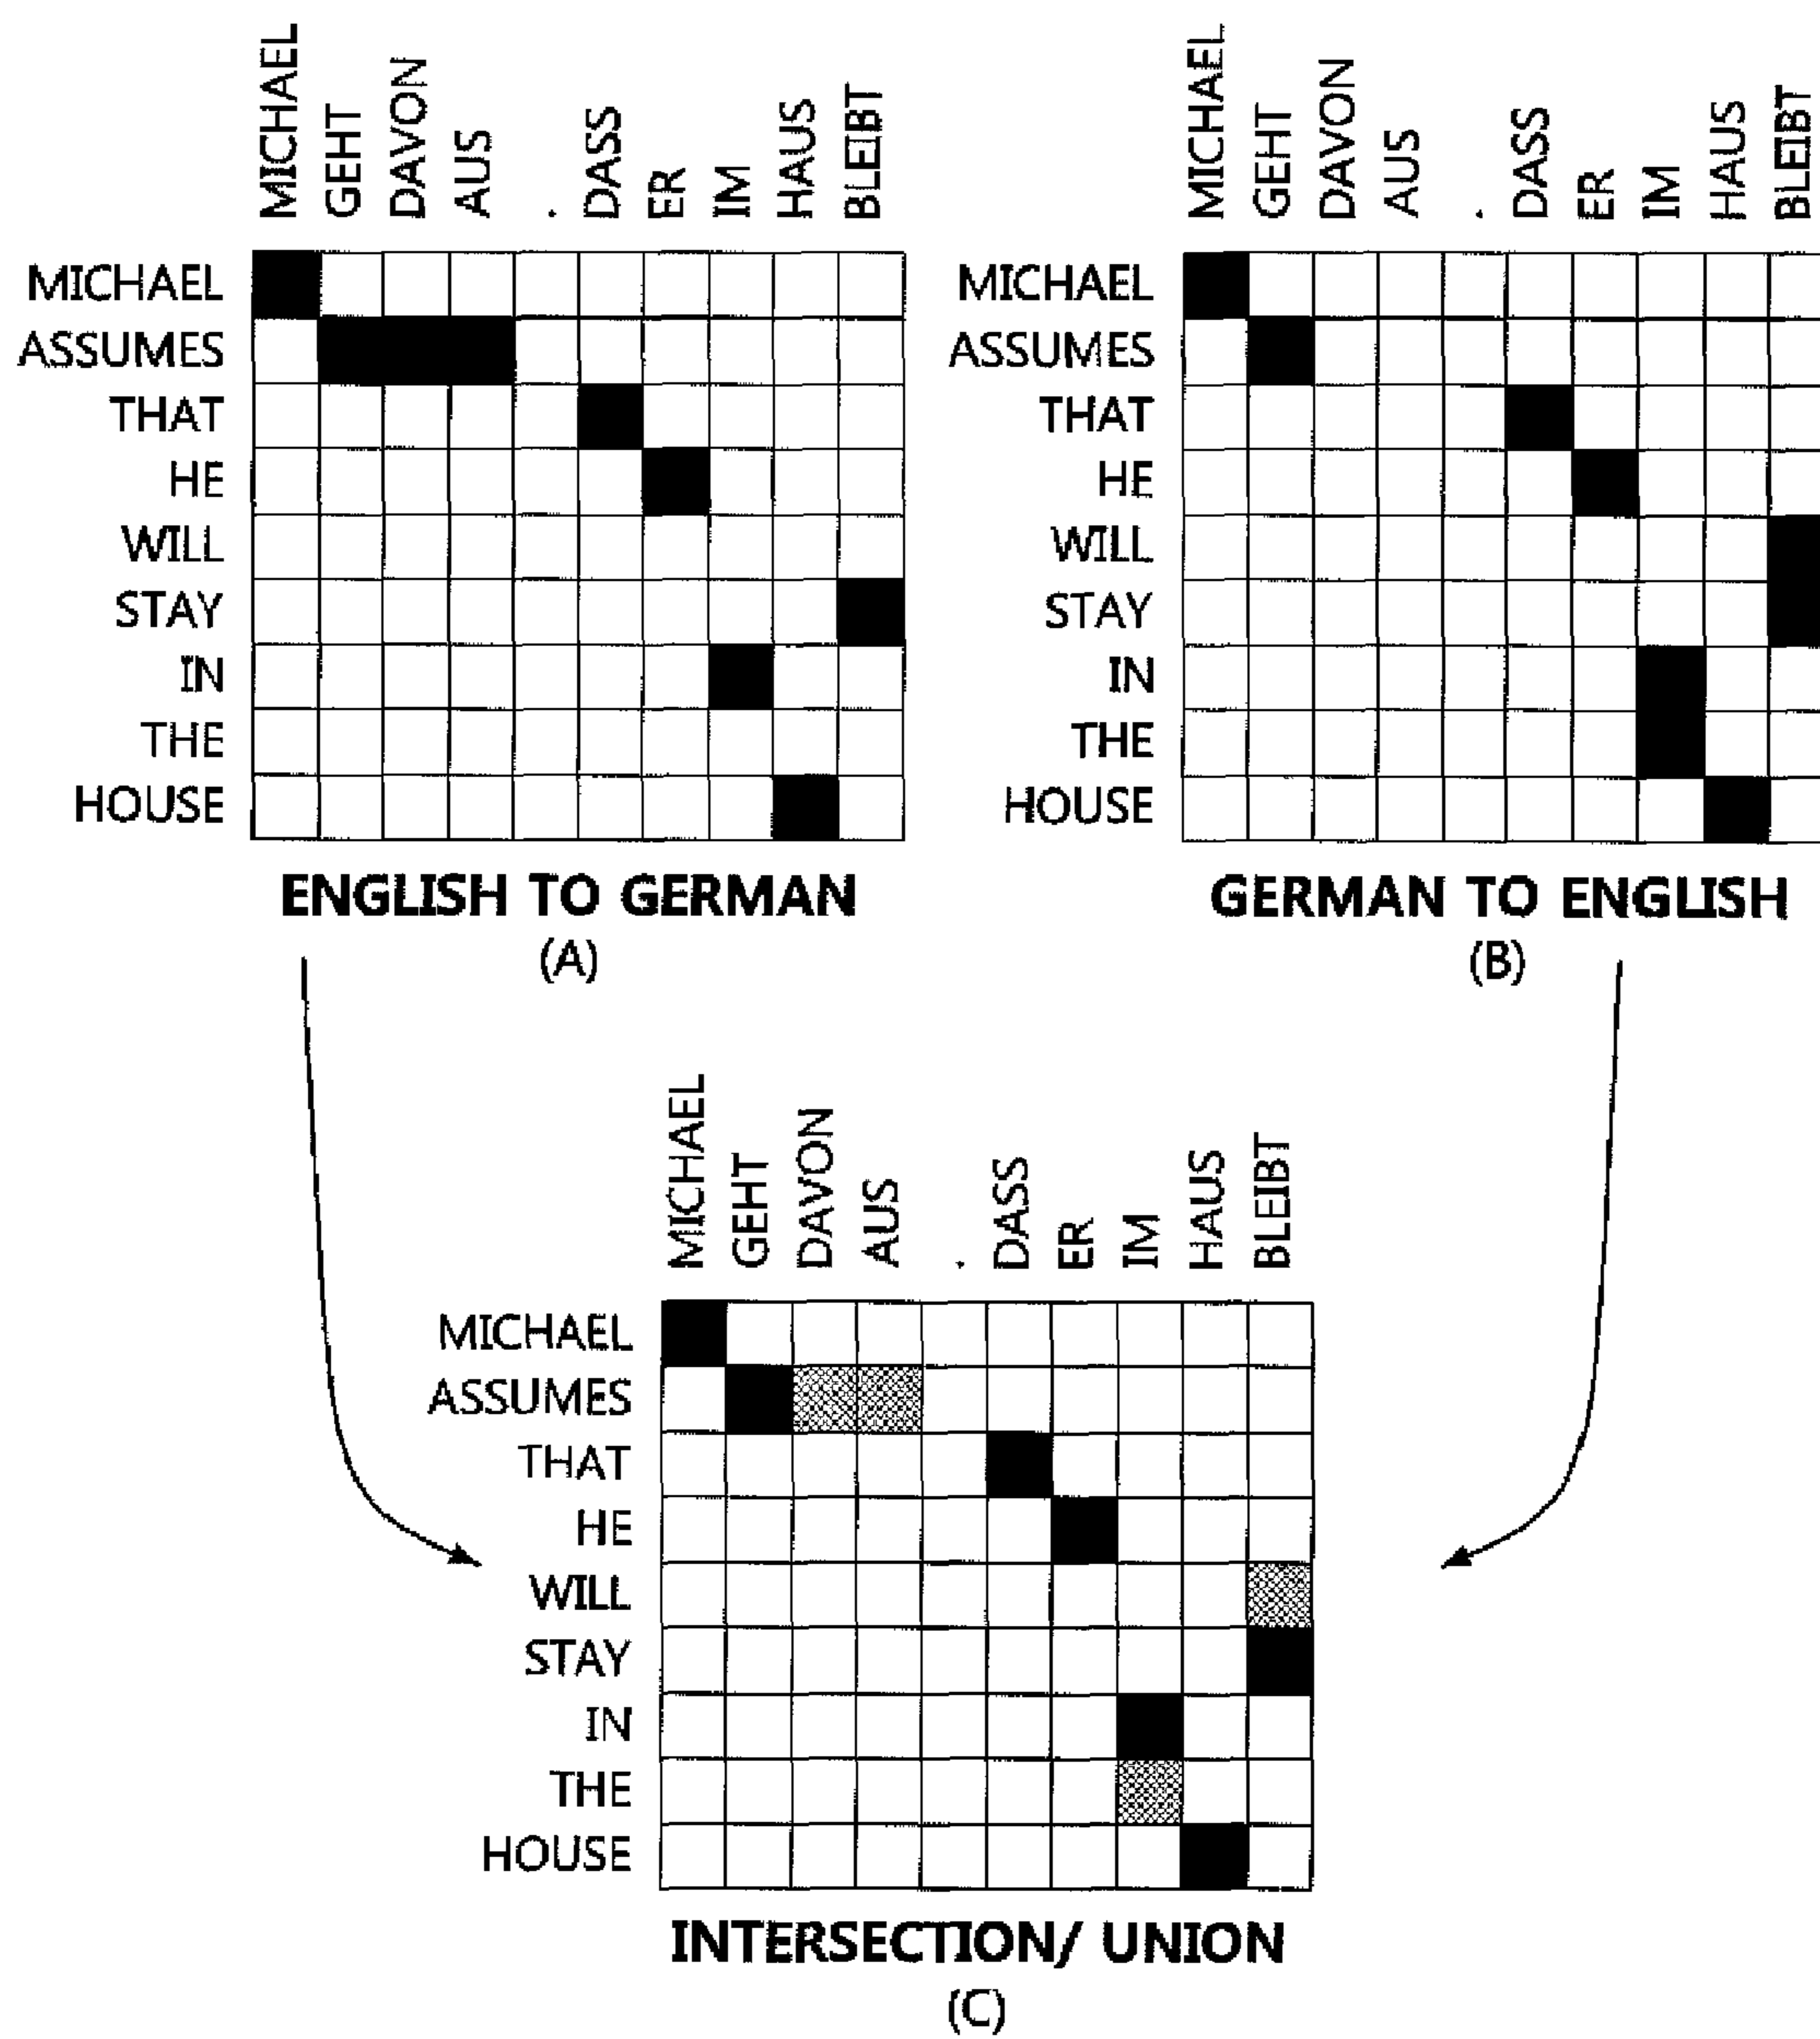 MICHAEL GEHT DAVON AUS . DASS ER IM HAUS BLEIBT
MICHAEL
ASSUMES
THAT
HE
WILL
STAY
IN
THE
HOUSE
ENGLISH TO GERMAN
(A)
MICHAEL GEHT DAVON AUS . DASS ER IM HAUS BLEIBT
MICHAEL
ASSUMES
THAT
HE
WILL
STAY
IN
THE
HOUSE
GERMAN TO ENGLISH
(B)
MICHAEL GEHT DAVON AUS . DASS ER IM HAUS BLEIBT
MICHAEL
ASSUMES
THAT
HE
WILL
STAY
IN
THE
HOUSE
INTERSECTION/ UNION
(C)